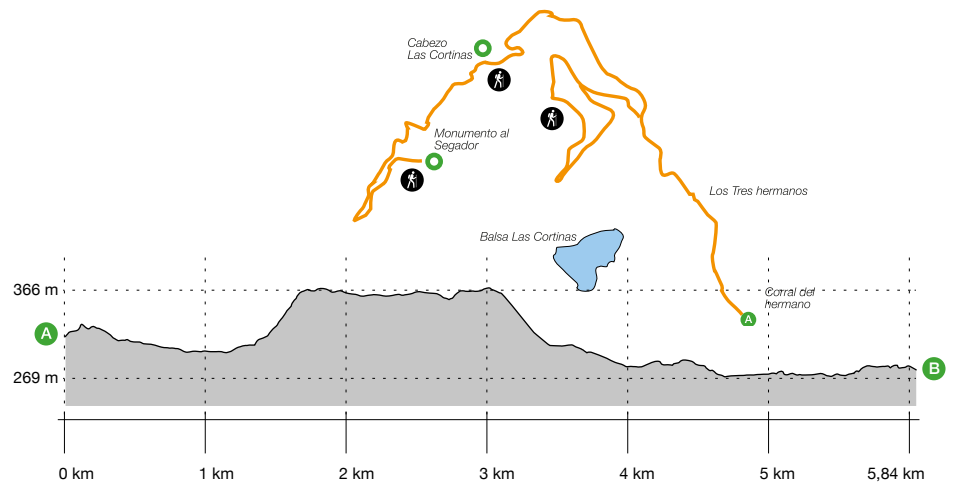 Cabezo
Las Cortinas
Monumento al
Segador
Los Tres hermanos
Balsa Las Cortinas
Corral del
hermano
A
366 m
A
269 m
B
0 km
1 km
2 km
3 km
4 km
5 km
5,84 km